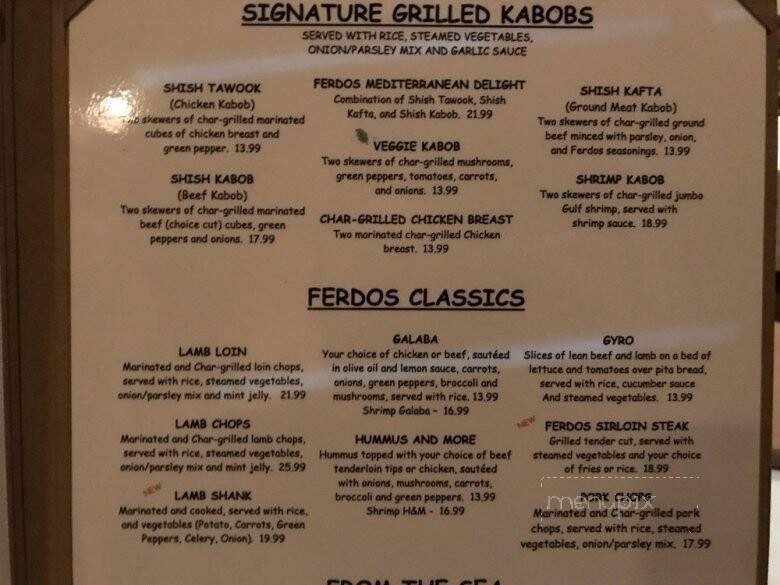 SIGNATURE GRILLED KABOBS
SERVED WITH RICE, STEAMED VEGETABLES,
ONION/PARSLEY MIX AND GARLIC SAUCE
SHISH TAWOOK
(Chicken Kabob)
Two skewers of char-grilled marinated
cubes of chicken breast and
green pepper. 13.99
SHISH KABOB
(Beef Kabob)
Two skewers of char-grilled marinated
beef (choice cut) cubes, green
peppers and onions. 17.99
FERDOS MEDITERRANEAN DELIGHT
Combination of Shish Tawook, Shish
Kafta, and Shish Kabob. 21.99
VEGGIE KABOB
Two skewers of char-grilled mushrooms,
green peppers, tomatoes, carrots,
and onions. 13.99
CHAR-GRILLED CHICKEN BREAST
Two marinated char-grilled Chicken
breast. 13.99
SHISH KAFTA
(Ground Meat Kabob)
Two skewers of char-grilled ground
beef minced with parsley, onion,
and Ferdos seasonings. 13.99
SHRIMP KABOB
Two skewers of char-grilled jumbo
Gulf shrimp, served with
shrimp sauce. 18.99
FERDOS CLASSICS
LAMB LOIN
Marinated and Char-grilled loin chops,
served with rice, steamed vegetables,
onion/parsley mix and mint jelly. 21.99
LAMB CHOPS
Marinated and Char-grilled lamb chops,
served with rice, steamed vegetables,
onion/parsley mix and mint jelly. 25.99
NEW
LAMB SHANK
Marinated and cooked, served with rice,
and vegetables (Potato, Carrots, Green
Peppers, Celery, Onion). 19.99
GALABA
Your choice of chicken or beef, sautéed
in olive oil and lemon sauce, carrots,
onions, green peppers, broccoli and
mushrooms, served with rice. 13.99
Shrimp Galaba - 16.99
HUMMUS AND MORE
Hummus topped with your choice of beef
tenderloin tips or chicken, sautéed
with onions, mushrooms, carrots,
broccoli and green peppers. 13.99
Shrimp H&M - 16.99
GYRO
Slices of lean beef and lamb on a bed of
lettuce and tomatoes over pita bread,
served with rice, cucumber sauce
And steamed vegetables. 13.99
NEW
FERDOS SIRLOIN STEAK
Grilled tender cut, served with
steamed vegetables and your choice
of fries or rice. 18.99
PORK CHOPS
menupix
Marinated and Char-grilled pork
chops, served with rice, steamed
vegetables, onion/parsley mix. 17.99
FROM THE SEA